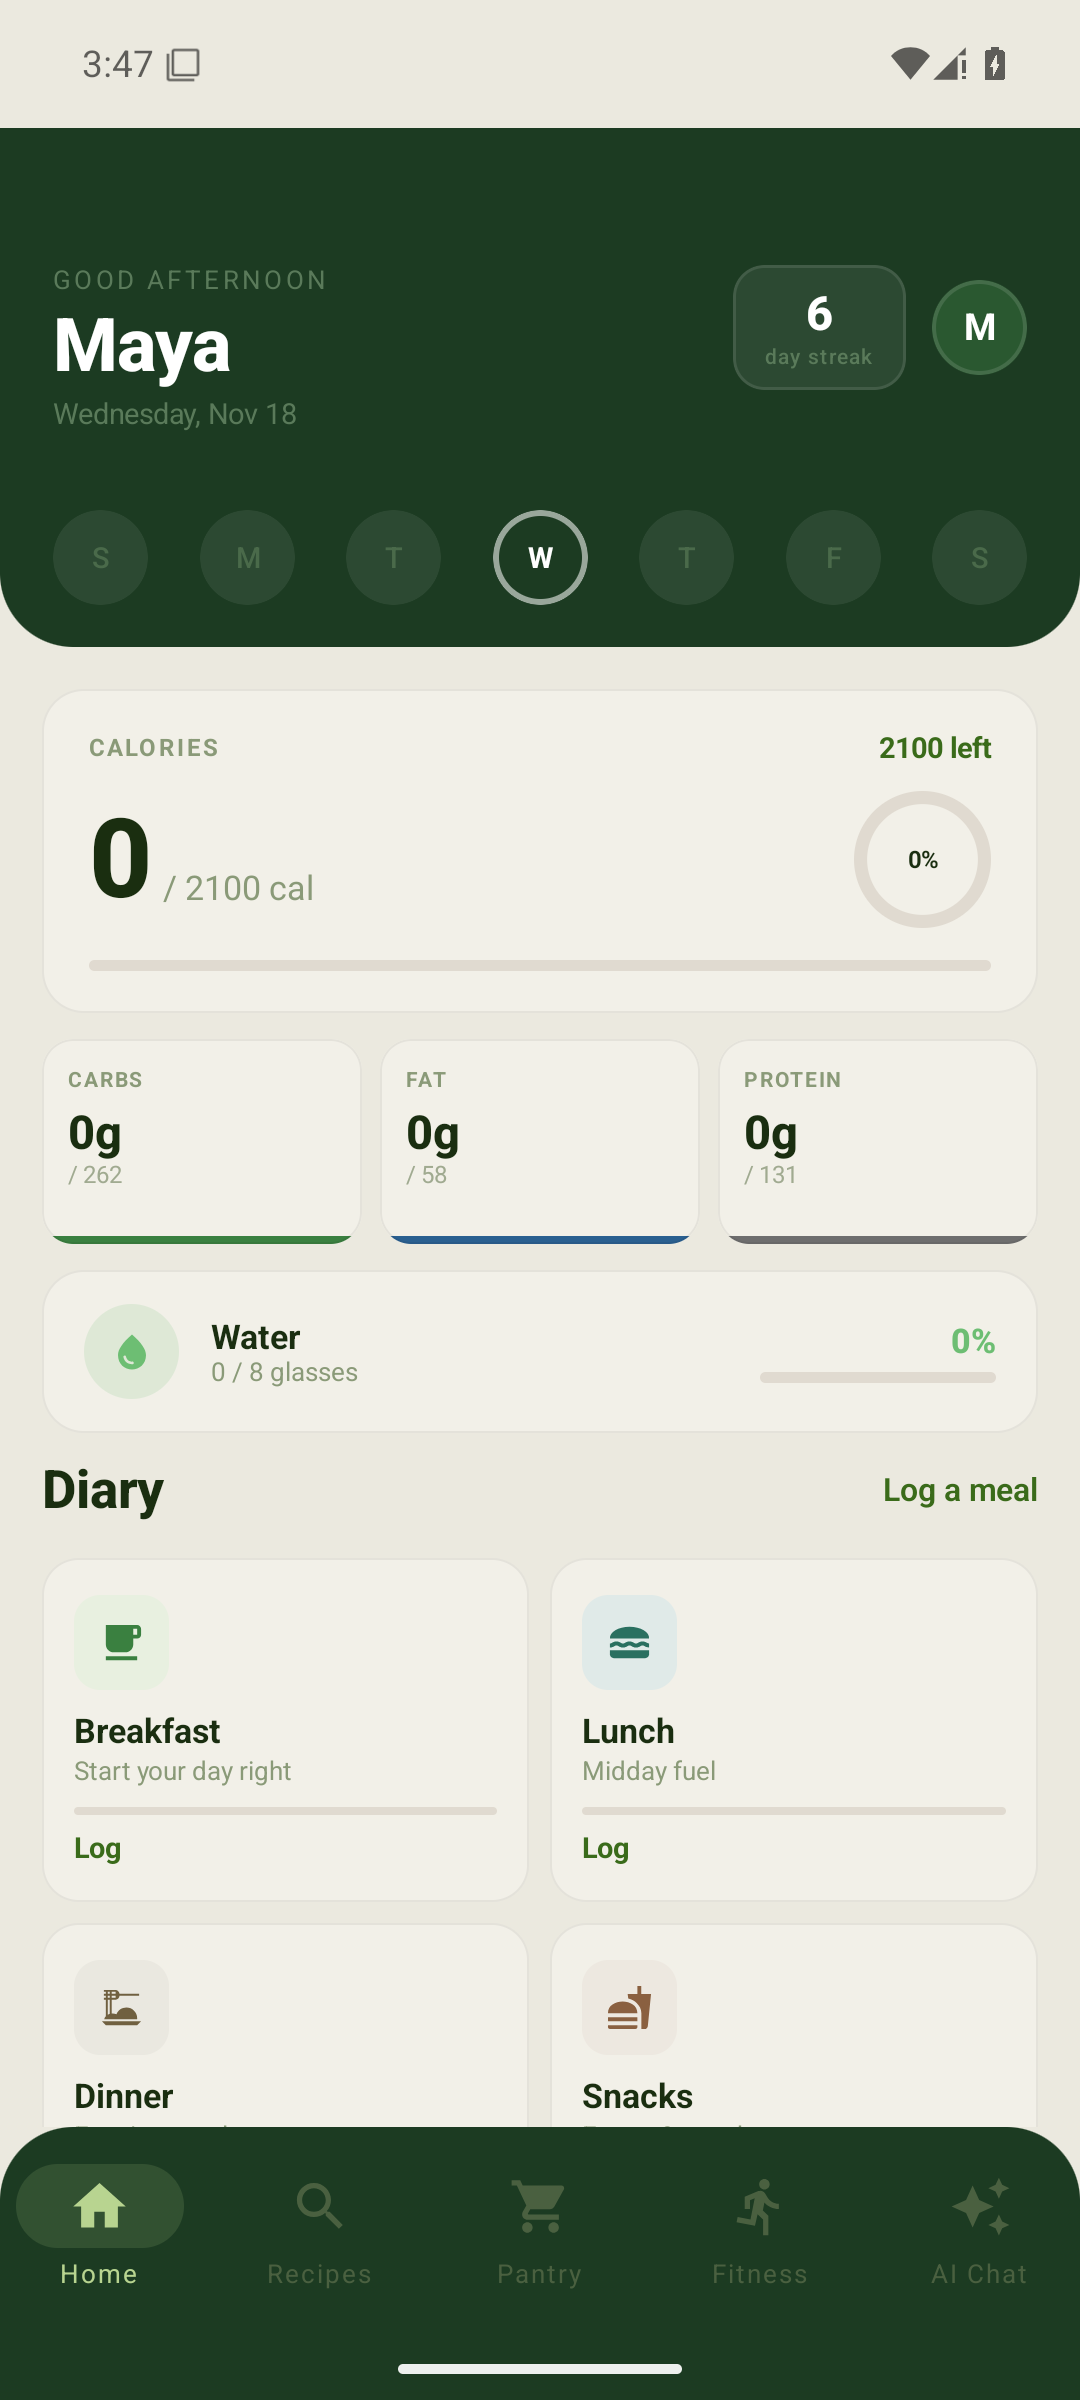 3:47
GOOD AFTERNOON
Maya
Wednesday, Nov 18
6
day streak
M
S M T W T F S
CALORIES
2100 left
0 / 2100 cal
0%
CARBS
0g
/ 262
FAT
0g
/ 58
PROTEIN
0g
/ 131
Water
0 / 8 glasses
0%
Diary
Log a meal
Breakfast
Start your day right
Log
Lunch
Midday fuel
Log
Dinner
Snacks
Home
Recipes
Pantry
Fitness
AI Chat